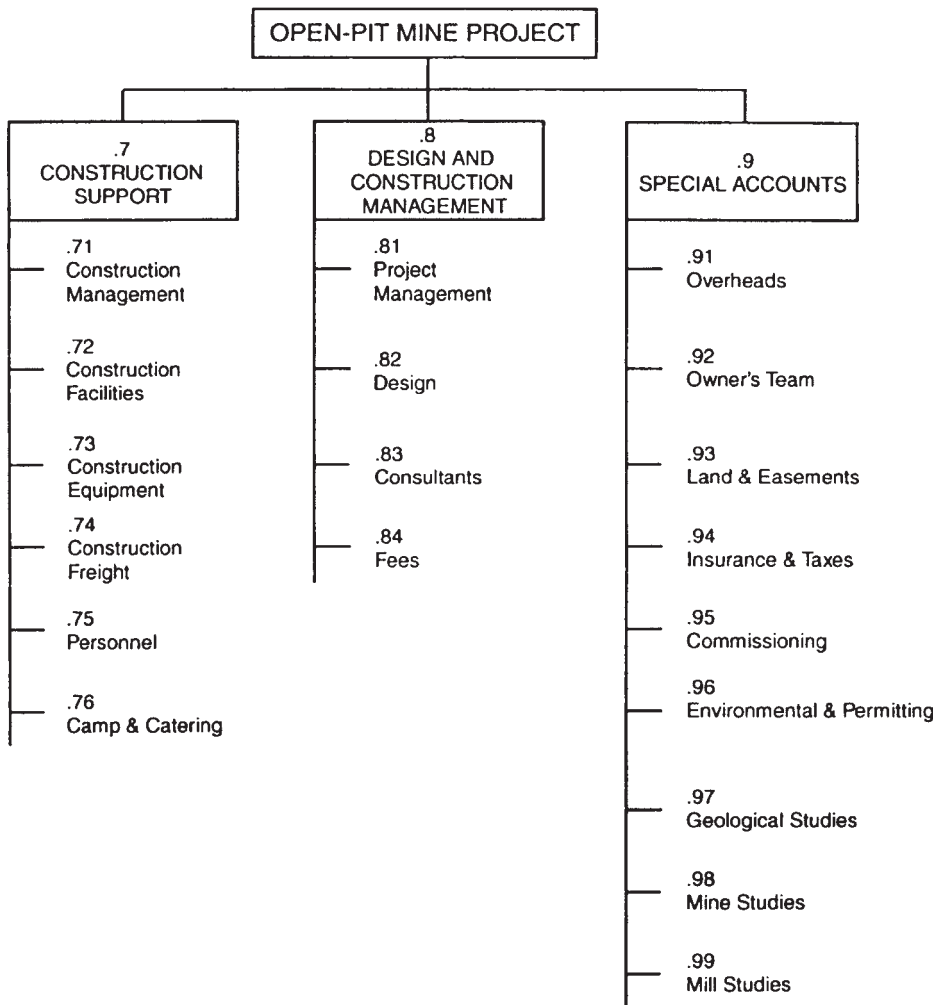 OPEN-PIT MINE PROJECT
.7
CONSTRUCTION
SUPPORT
.71
Construction
Management
.72
Construction
Facilities
.73
Construction
Equipment
.74
Construction
Freight
.75
Personnel
.76
Camp & Catering
.8
DESIGN AND
CONSTRUCTION
MANAGEMENT
.81
Project
Management
.82
Design
.83
Consultants
.84
Fees
.9
SPECIAL ACCOUNTS
.91
Overheads
.92
Owner's Team
.93
Land & Easements
.94
Insurance & Taxes
.95
Commissioning
.96
Environmental & Permitting
.97
Geological Studies
.98
Mine Studies
.99
Mill Studies